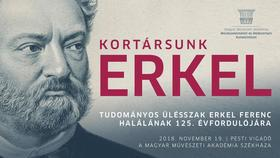 KORTÁRSUNK
ERKEL
TUDOMÁNYOS ÜLÉSSZAK ERKEL FERENC
HALÁLÁNAK 125. ÉVFORDULÓJÁRA
2018. NOVEMBER 19. | PESTI VIGADÓ
A MAGYAR MŰVÉSZETI AKADÉMIA SZÉKHÁZA